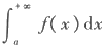 ∫_a^{+∞} f(x)dx